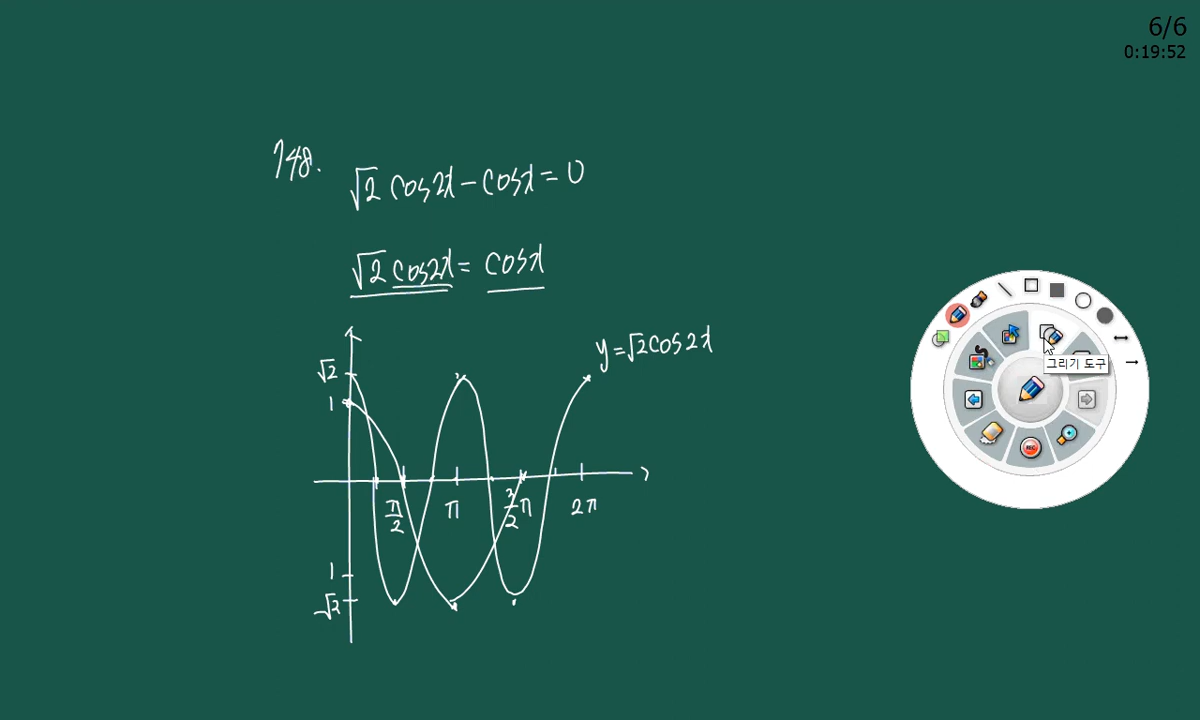 6/6
0:19:52
748.
√2 cos2x - cosx = 0
√2 cos2x = cosx
y=√2cos2x
√2
1
그리기 도구
π/2
π
3/2π
2π
1
-√2